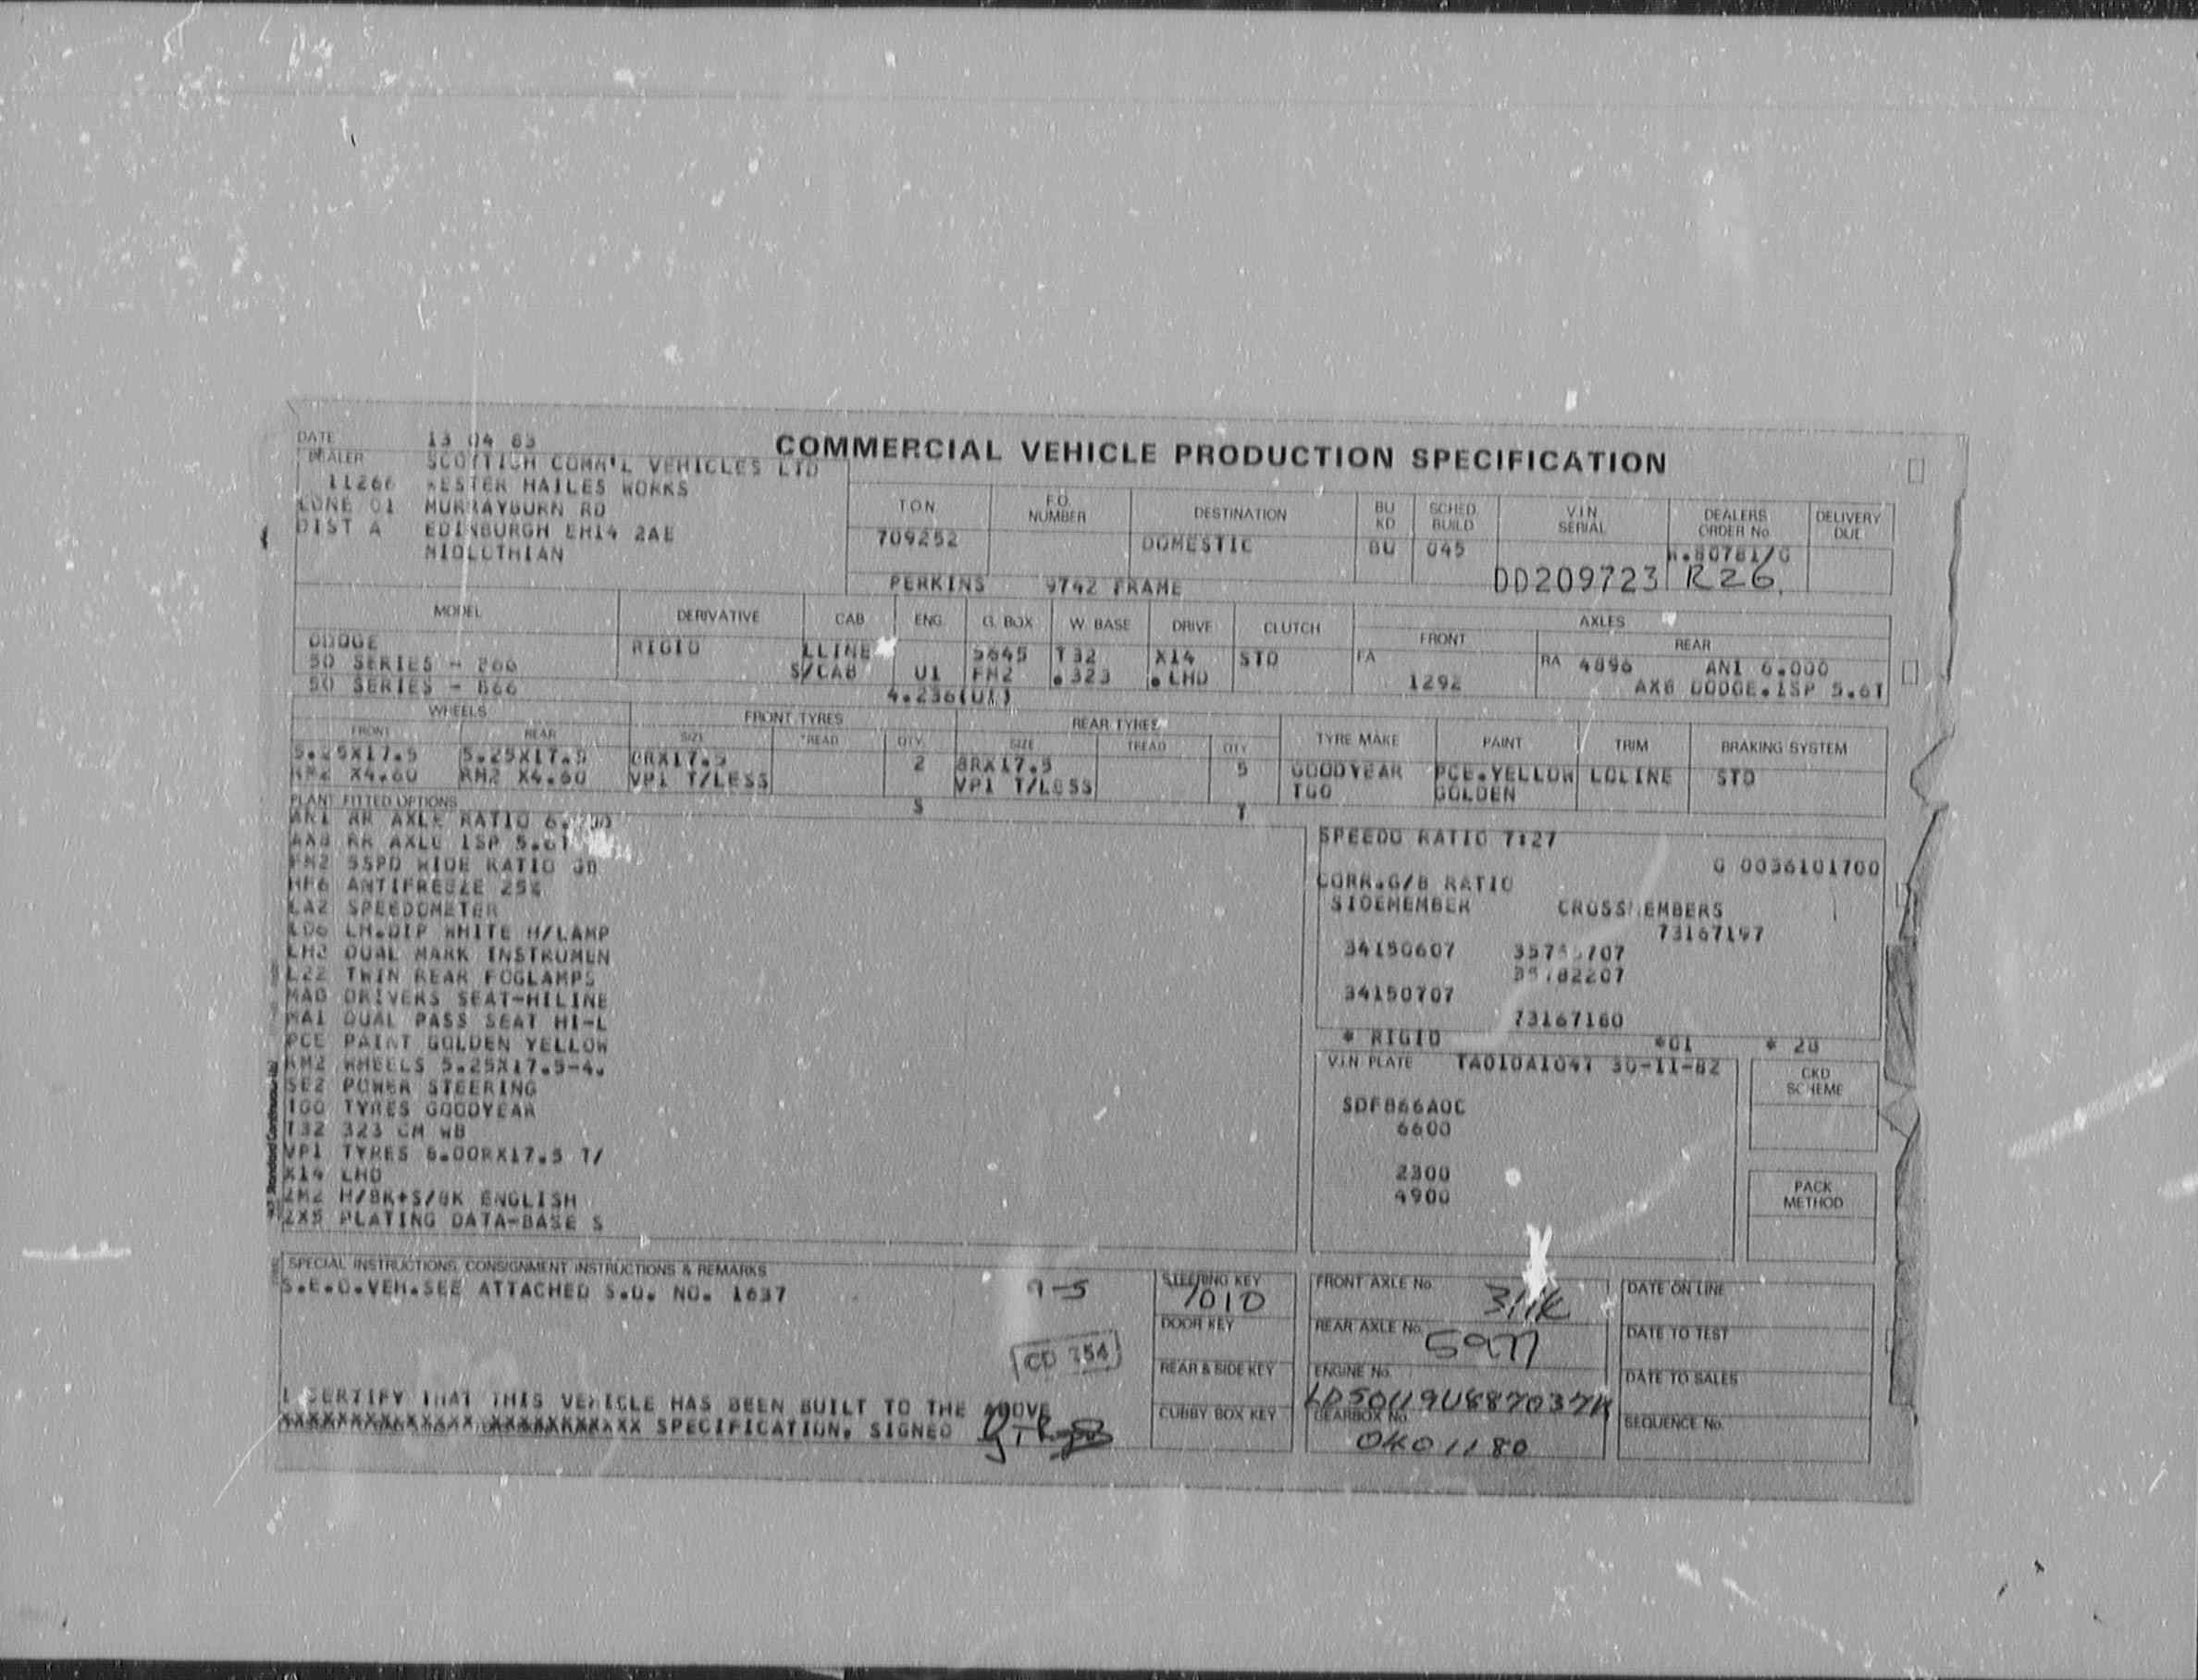 COMMERCIAL VEHICLE PRODUCTION SPECIFICATION
DATE 13 04 83
DEALER SCOTTISH COMM'L VEHICLES LTD
11266 WESTER HAILES WORKS
ZONE 01 MURRAYBURN RD
DIST A EDINBURGH EH14 2AE
MIDLOTHIAN
T.O.N. F.O. NUMBER DESTINATION BU KD SCHED. BUILD V.I.N SERIAL DEALERS ORDER No. DELIVERY DUE
709252 DOMESTIC BU 045 DD209723 R26
PERKINS 9742 FRAME
MODEL DERIVATIVE CAB ENG. G. BOX W. BASE DRIVE CLUTCH AXLES
FRONT REAR
DODGE RIGID LLINE S645 T32 X14 STD FA RA 4896 AN1 6.000
50 SERIES - S/CAB U1 FM2 .323 .LHD 1292 AX8 DODGE.1SP 5.6T
50 SERIES - B66 4.236(U1)
WHEELS FRONT TYRES REAR TYRES TYRE MAKE PAINT TRIM BRAKING SYSTEM
FRONT REAR SIZE TREAD QTY. SIZE TREAD QTY
5.25X17.5 5.25X17.5 8RX17.5 2 8RX17.5 5 GOODYEAR PCE.YELLOW LOLINE STD
RM2 X4.60 RM2 X4.60 VP1 T/LESS VP1 T/LESS TGO GOLDEN
S T
PLANT FITTED OPTIONS
AN1 RR AXLE RATIO
AX8 RR AXLE 1SP 5.6T
FM2 5SPD WIDE RATIO
HF6 ANTIFREEZE 25%
LA2 SPEEDOMETER
LD6 LH.DIP WHITE H/LAMP
LH2 DUAL MARK INSTRUMEN
LZ2 TWIN REAR FOGLAMPS
MA0 DRIVERS SEAT-HILINE
MA1 DUAL PASS SEAT HI-L
PCE PAINT GOLDEN YELLOW
RM2 WHEELS 5.25X17.5-4.
SE2 POWER STEERING
TGO TYRES GOODYEAR
T32 323 CM WB
VP1 TYRES 8.00RX17.5 T/
X14 LHD
ZM2 H/BK+S/BK ENGLISH
ZX5 PLATING DATA-BASE S
SPEEDO RATIO 7:27
G 0036101700
CORR.G/B RATIO
SIDEMEMBER CROSSMEMBERS
73167197
34150607
34150707
73167160
* RIGID *01 * 28
V.I.N PLATE TA010A1047 30-11-82
SDFB66A0C
6600
2300
4900
CKD SCHEME
PACK METHOD
SPECIAL INSTRUCTIONS, CONSIGNMENT INSTRUCTIONS & REMARKS
S.E.O.VEH.SEE ATTACHED S.O. NO. 1637
9-5
CD 354
I CERTIFY THAT THIS VEHICLE HAS BEEN BUILT TO THE ABOVE
SPECIFICATION, SIGNED
STEERING KEY 701D
DOOR KEY
REAR & SIDE KEY
CUBBY BOX KEY
FRONT AXLE No.
REAR AXLE No. 5977
ENGINE No. LD50119U887037H
GEARBOX No. OKO1180
DATE ON LINE
DATE TO TEST
DATE TO SALES
SEQUENCE No.